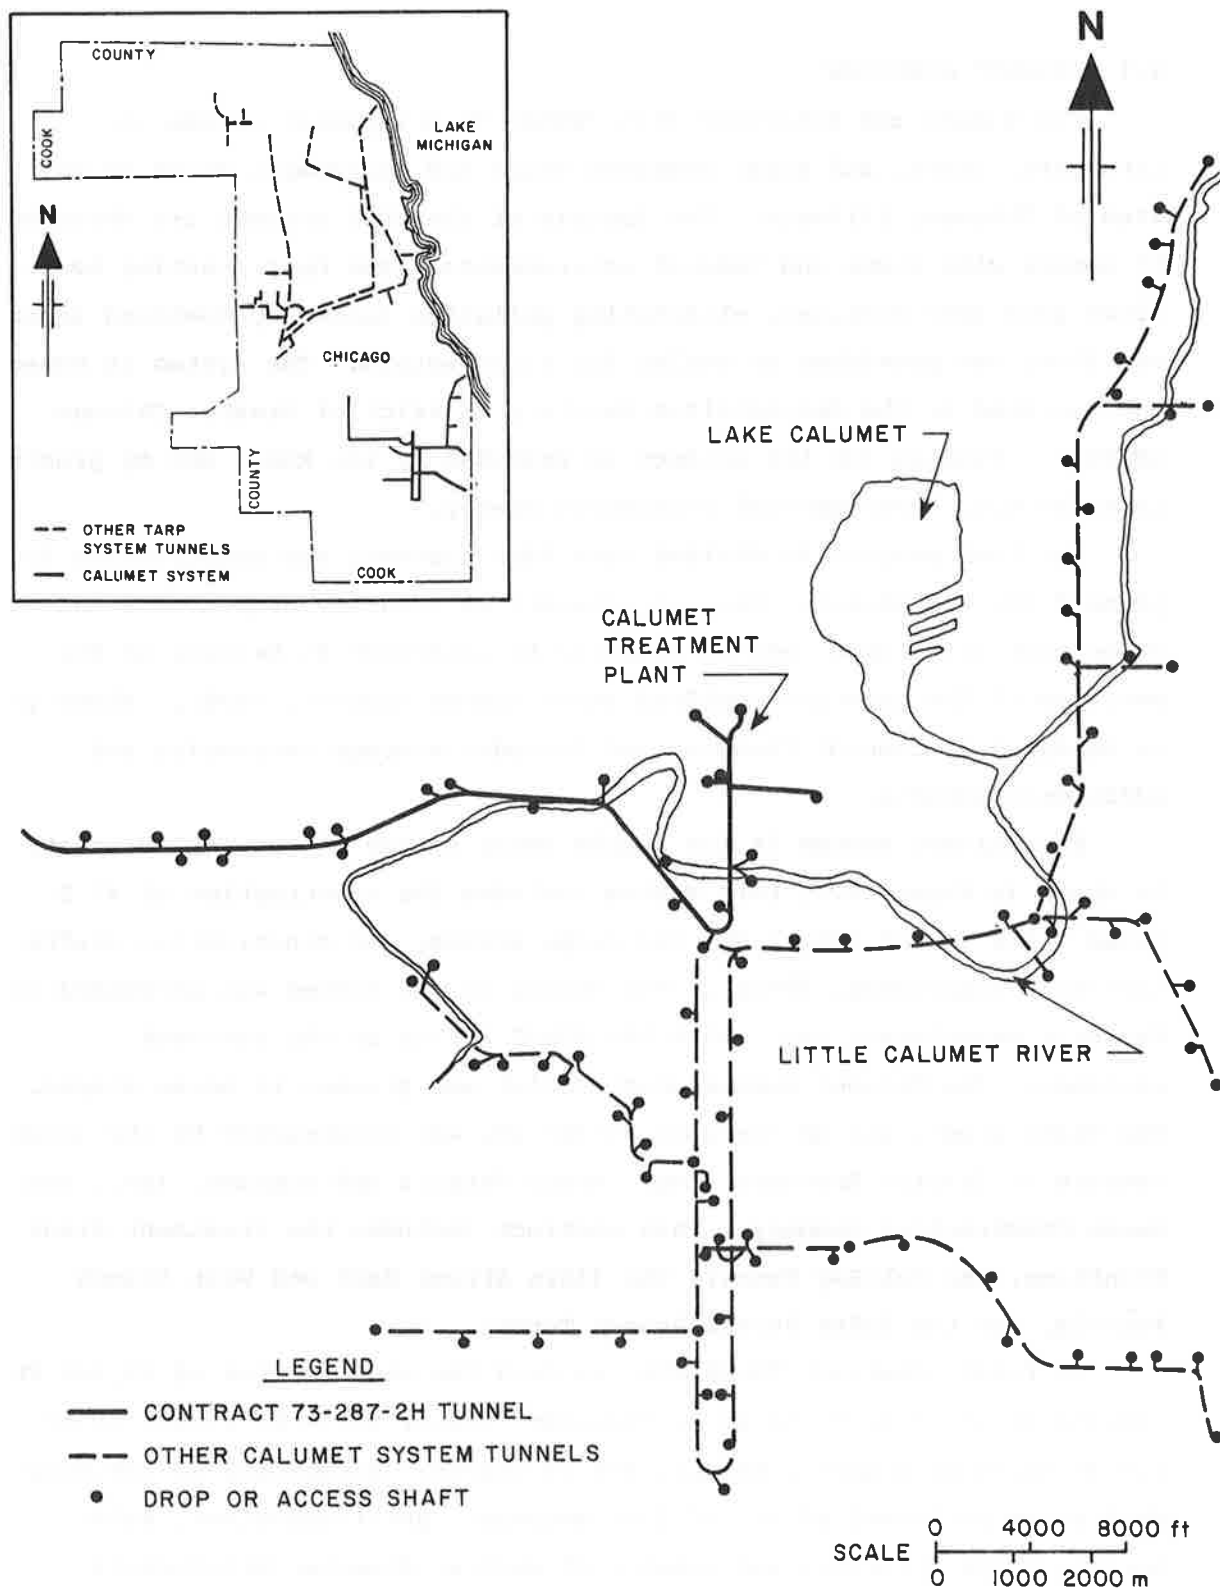 COUNTY
COOK
LAKE
MICHIGAN
N
CHICAGO
COUNTY
COOK
OTHER TARP
SYSTEM TUNNELS
CALUMET SYSTEM
N
LAKE CALUMET
CALUMET
TREATMENT
PLANT
LITTLE CALUMET RIVER
LEGEND
CONTRACT 73-287-2H TUNNEL
OTHER CALUMET SYSTEM TUNNELS
DROP OR ACCESS SHAFT
0 4000 8000 ft
SCALE
0 1000 2000 m